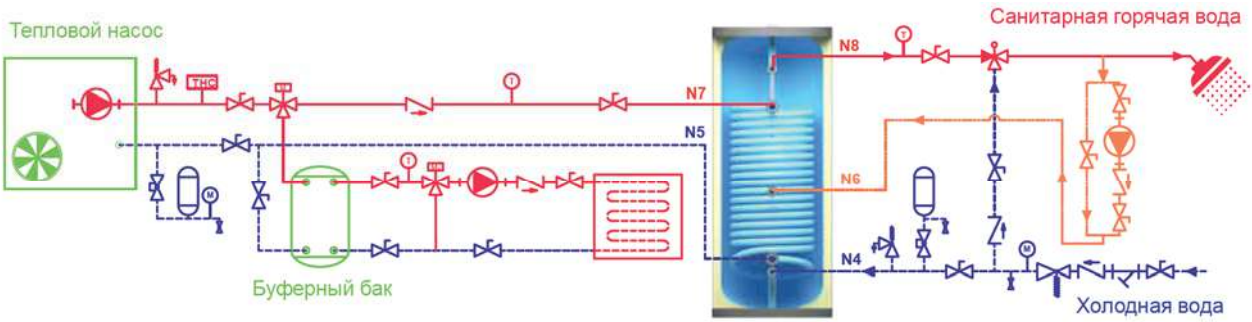 Санитарная горячая вода
Тепловой насос
N8
T
ТНС
T
N7
N5
T
M
N6
M
N4
Буферный бак
Холодная вода